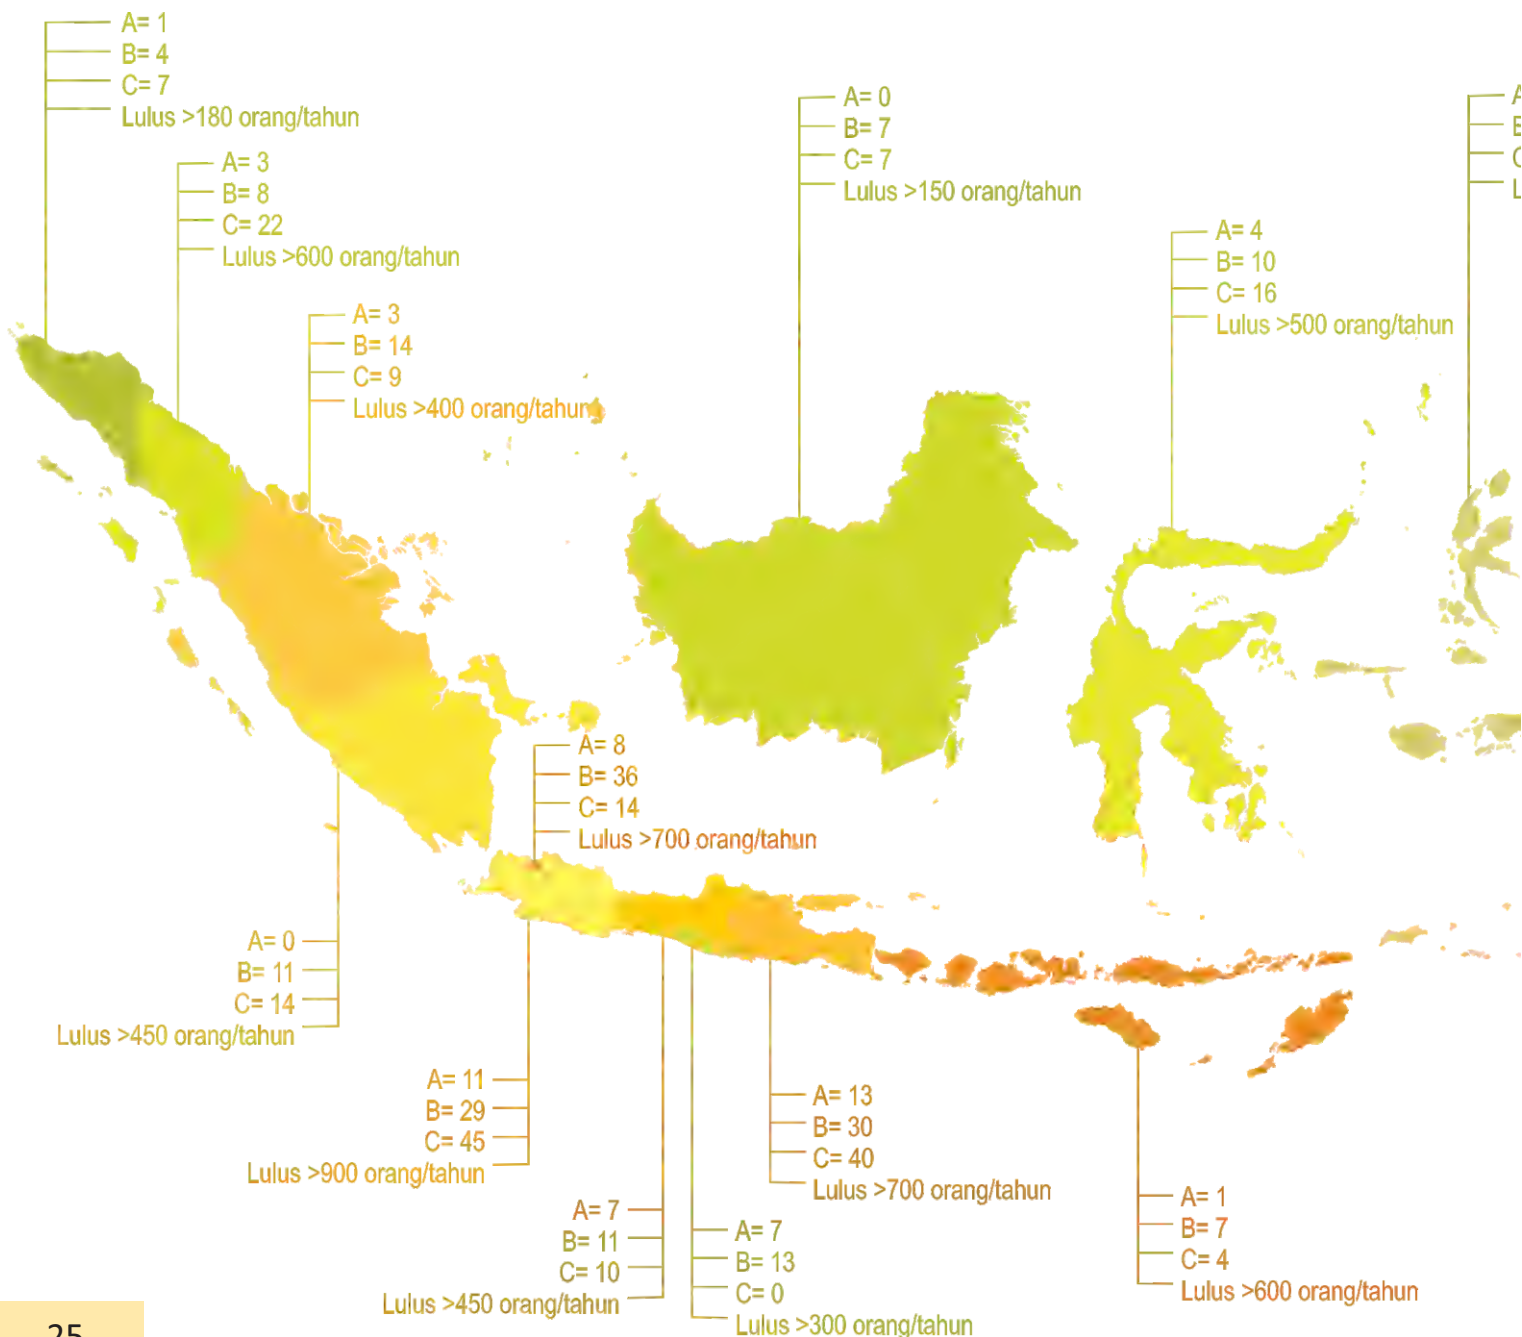 A= 1
B= 4
C= 7
Lulus >180 orang/tahun
A= 3
B= 8
C= 22
Lulus >600 orang/tahun
A= 3
B= 14
C= 9
Lulus >400 orang/tahun
A= 0
B= 7
C= 7
Lulus >150 orang/tahun
A= 4
B= 10
C= 16
Lulus >500 orang/tahun
A= 8
B= 36
C= 14
Lulus >700 orang/tahun
A= 0
B= 11
C= 14
Lulus >450 orang/tahun
A= 11
B= 29
C= 45
Lulus >900 orang/tahun
A= 7
B= 11
C= 10
Lulus >450 orang/tahun
A= 7
B= 13
C= 0
Lulus >300 orang/tahun
A= 13
B= 30
C= 40
Lulus >700 orang/tahun
A= 1
B= 7
C= 4
Lulus >600 orang/tahun
25